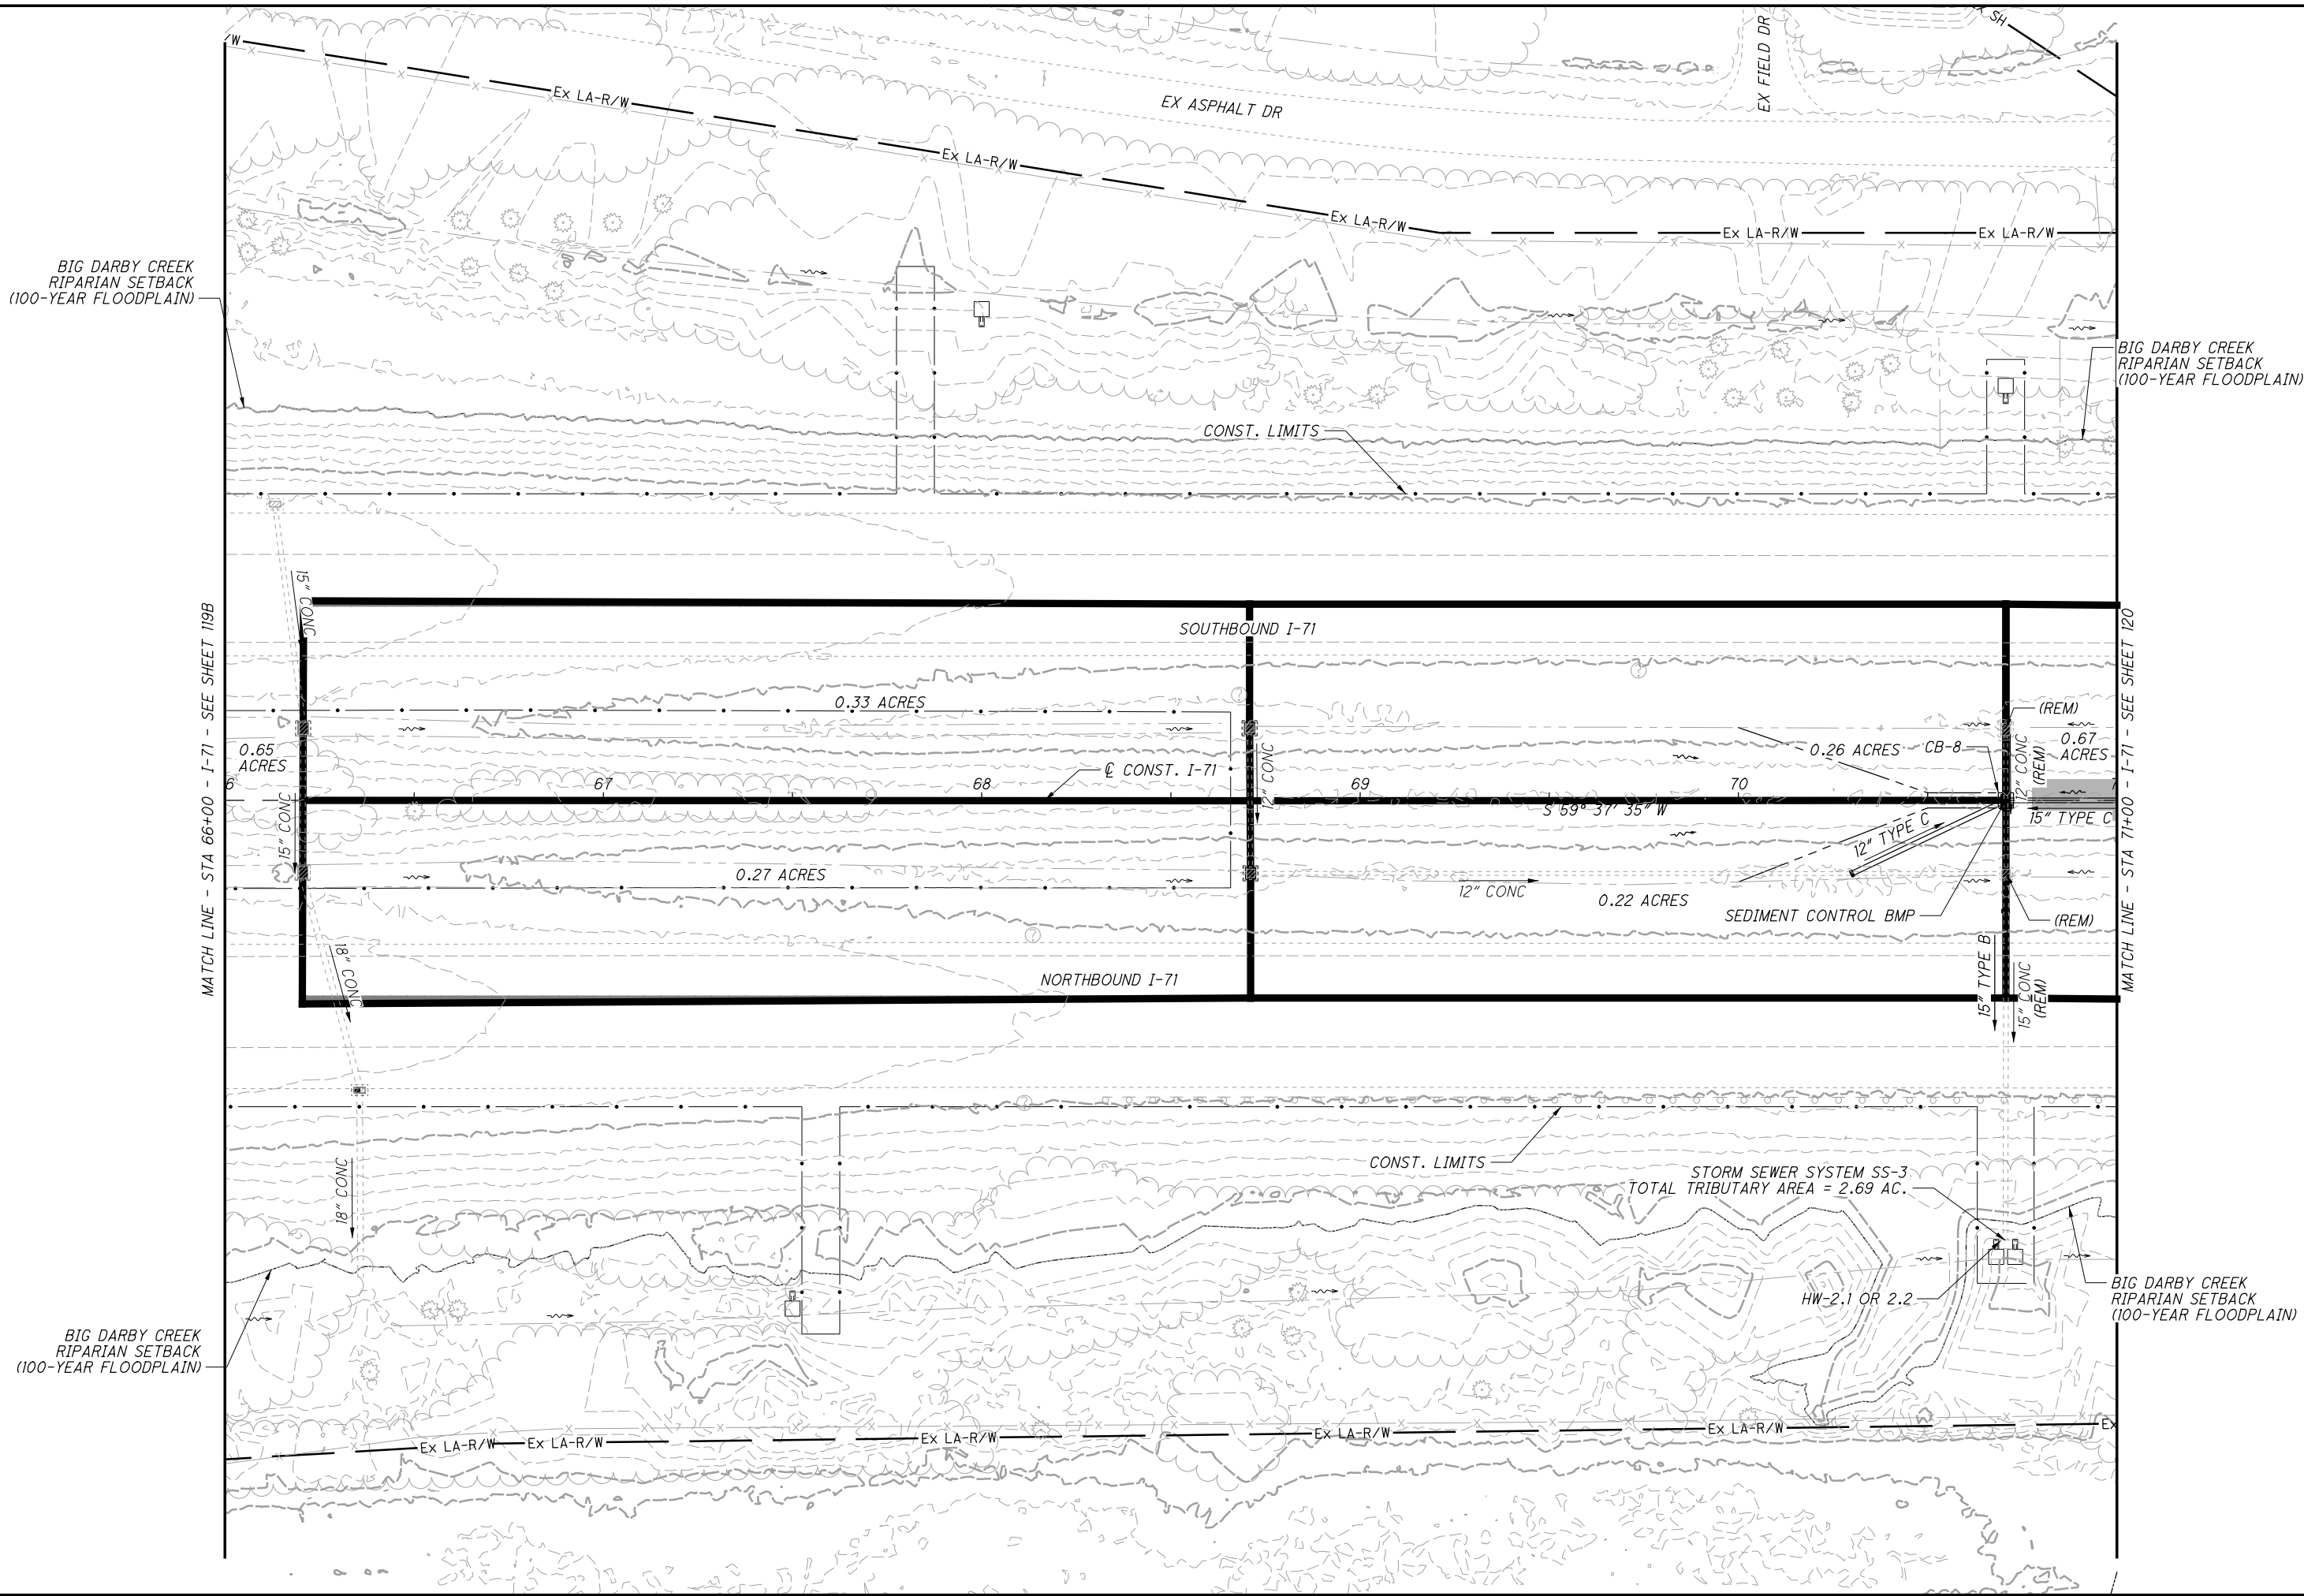 /W
EX SH
EX FIELD DR
Ex LA-R/W
EX ASPHALT DR
Ex LA-R/W
Ex LA-R/W
Ex LA-R/W
Ex LA-R/W
BIG DARBY CREEK
RIPARIAN SETBACK
(100-YEAR FLOODPLAIN)
BIG DARBY CREEK
RIPARIAN SETBACK
(100-YEAR FLOODPLAIN)
CONST. LIMITS
15" CONC
SOUTHBOUND I-71
MATCH LINE - STA 66+00 - I-71 - SEE SHEET 119B
MATCH LINE - STA 71+00 - I-71 - SEE SHEET 120
0.33 ACRES
(REM)
0.65
ACRES
0.26 ACRES
CB-8
0.67
ACRES
12" CONC
12" CONC
(REM)
℄ CONST. I-71
6
67
68
69
70
7
S 59° 37' 35" W
15" CONC
12" TYPE C
15" TYPE C
0.27 ACRES
12" CONC
0.22 ACRES
SEDIMENT CONTROL BMP
(REM)
18" CONC
NORTHBOUND I-71
15" TYPE B
15" CONC
(REM)
CONST. LIMITS
STORM SEWER SYSTEM SS-3
TOTAL TRIBUTARY AREA = 2.69 AC.
18" CONC
HW-2.1 OR 2.2
BIG DARBY CREEK
RIPARIAN SETBACK
(100-YEAR FLOODPLAIN)
BIG DARBY CREEK
RIPARIAN SETBACK
(100-YEAR FLOODPLAIN)
Ex LA-R/W
Ex LA-R/W
Ex LA-R/W
Ex LA-R/W
Ex LA-R/W
Ex